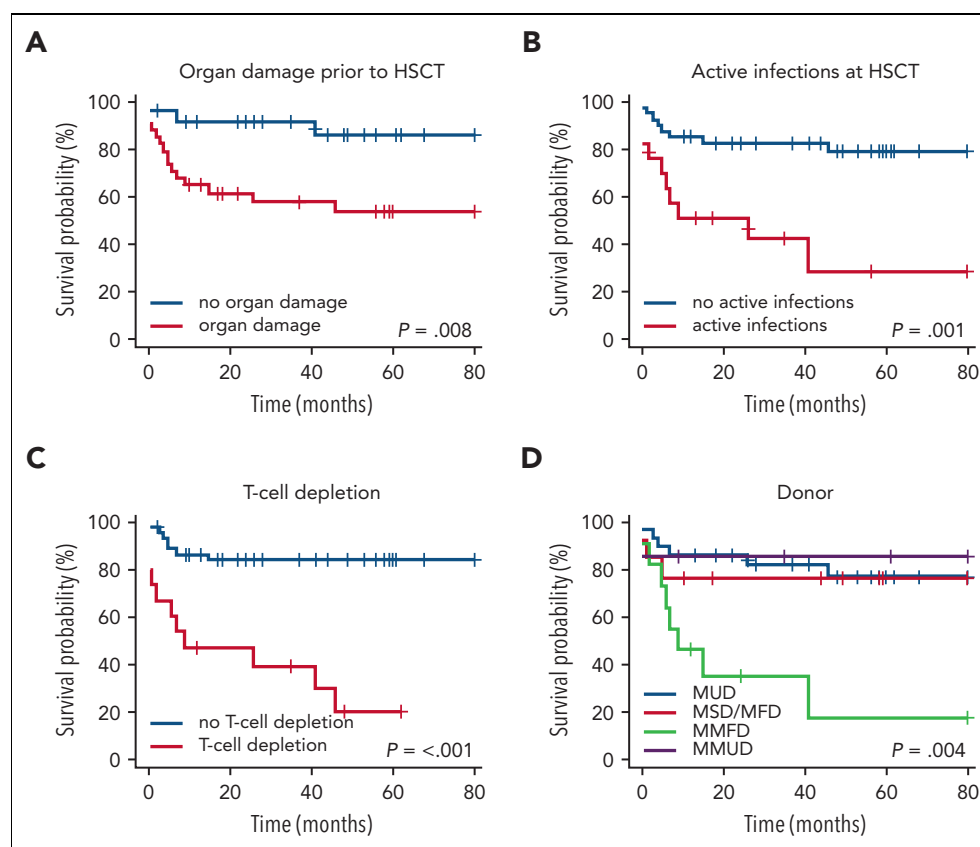 A
Organ damage prior to HSCT
Survival probability (%)
100
80
60
40
20
0
no organ damage
organ damage
P = .008
0 20 40 60 80
Time (months)
B
Active infections at HSCT
Survival probability (%)
100
80
60
40
20
0
no active infections
active infections
P = .001
0 20 40 60 80
Time (months)
C
T-cell depletion
Survival probability (%)
100
80
60
40
20
0
no T-cell depletion
T-cell depletion
P = <.001
0 20 40 60 80
Time (months)
D
Donor
Survival probability (%)
100
80
60
40
20
0
MUD
MSD/MFD
MMFD
MMUD
P = .004
0 20 40 60 80
Time (months)